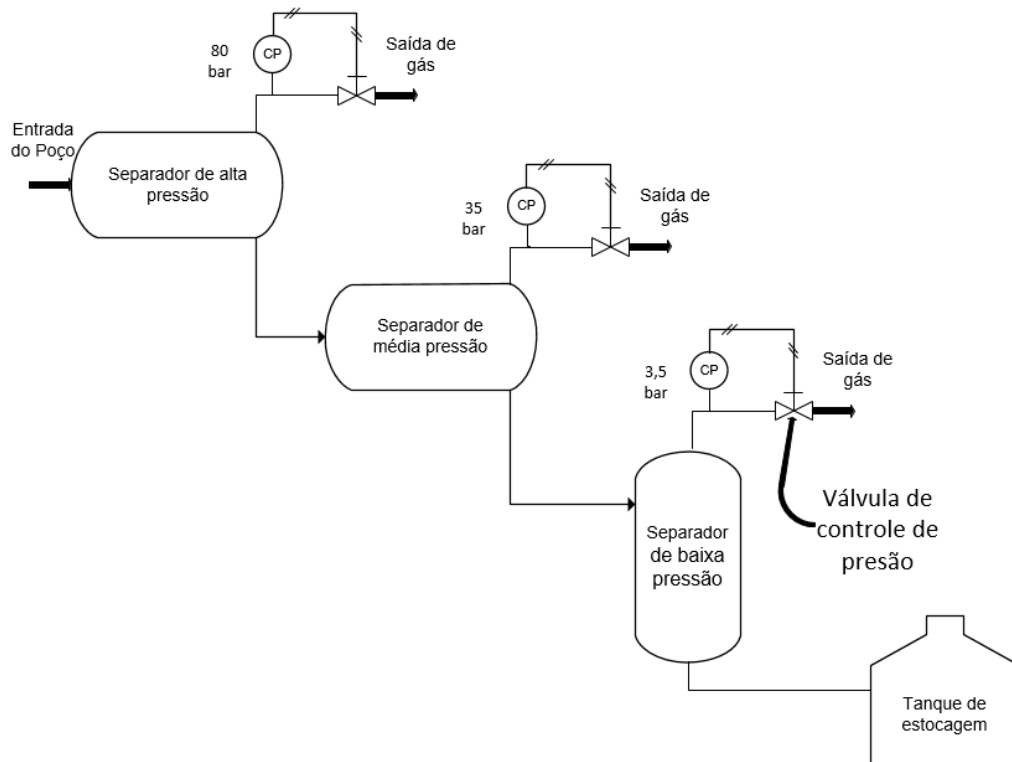 80
bar
CP
Saída de
gás
Entrada
do Poço
Separador de alta
pressão
35
bar
CP
Saída de
gás
Separador de
média pressão
3,5
bar
CP
Saída de
gás
Válvula de
controle de
presão
Separador
de baixa
pressão
Tanque de
estocagem